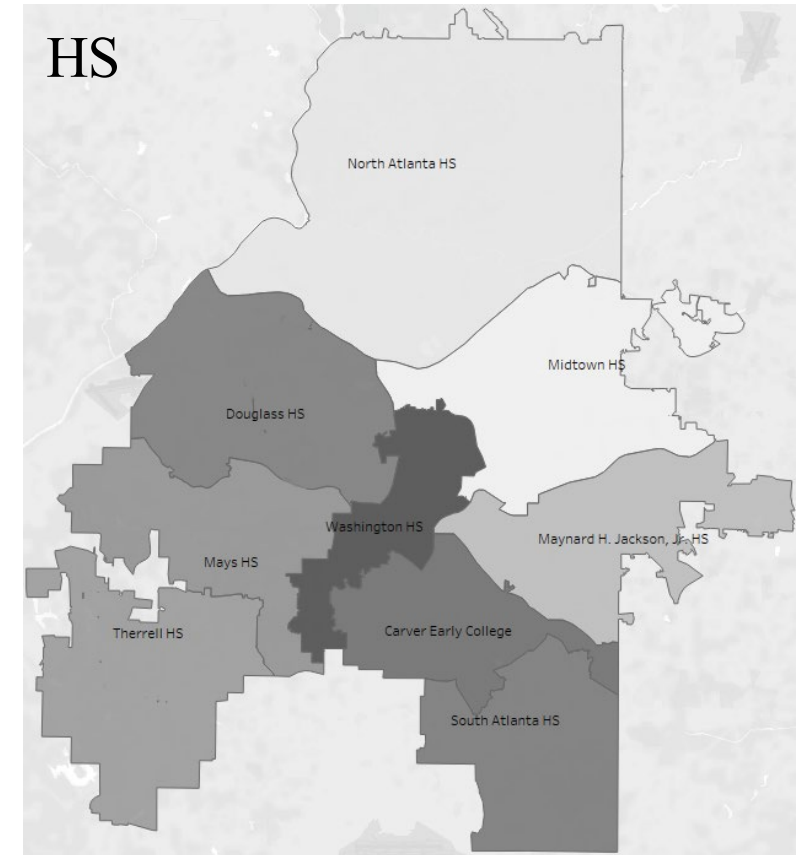 HS
North Atlanta HS
Midtown HS
Douglass HS
Washington HS
Maynard H. Jackson, Jr. HS
Mays HS
Therrell HS
Carver Early College
South Atlanta HS